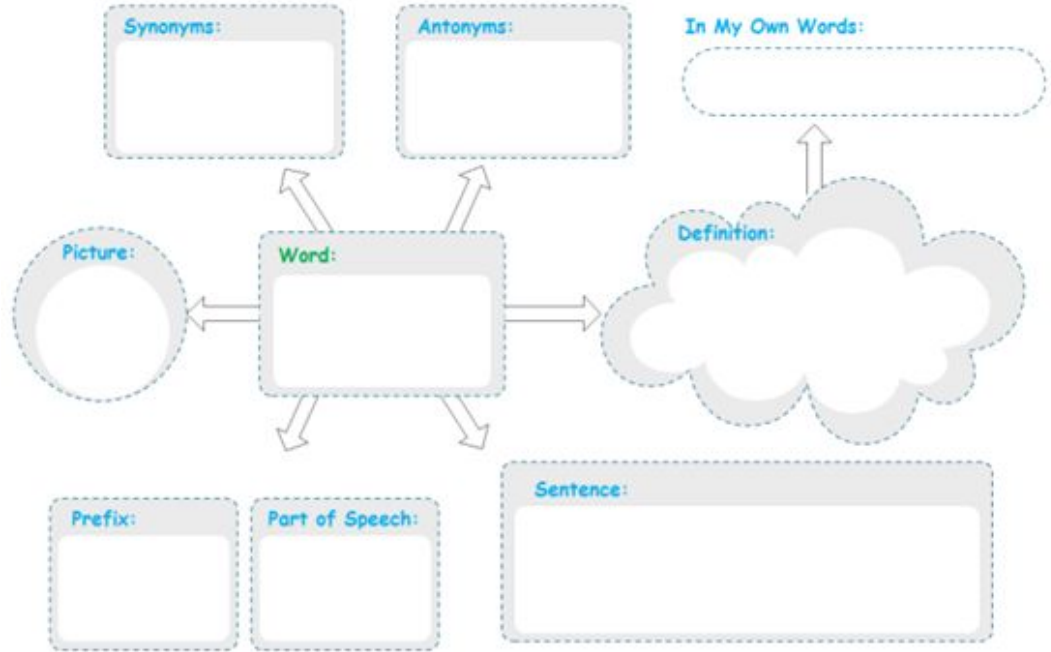 Synonyms:
Antonyms:
In My Own Words:
Picture:
Word:
Definition:
Prefix:
Part of Speech:
Sentence: